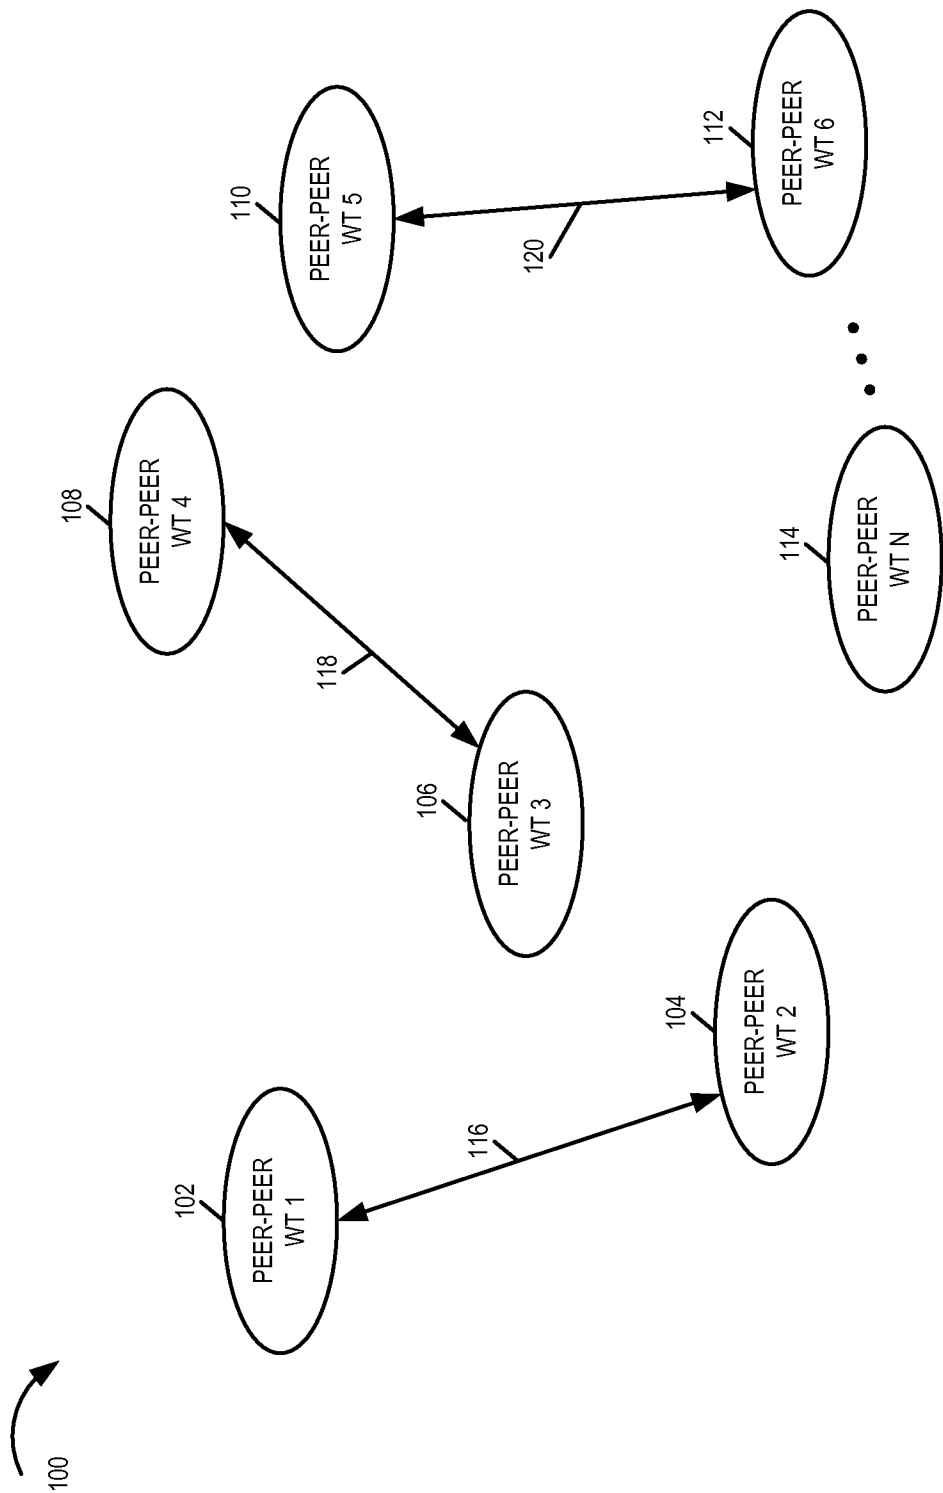 100
102
PEER-PEER
WT 1
116
104
PEER-PEER
WT 2
106
PEER-PEER
WT 3
118
108
PEER-PEER
WT 4
110
PEER-PEER
WT 5
120
112
PEER-PEER
WT 6
114
PEER-PEER
WT N